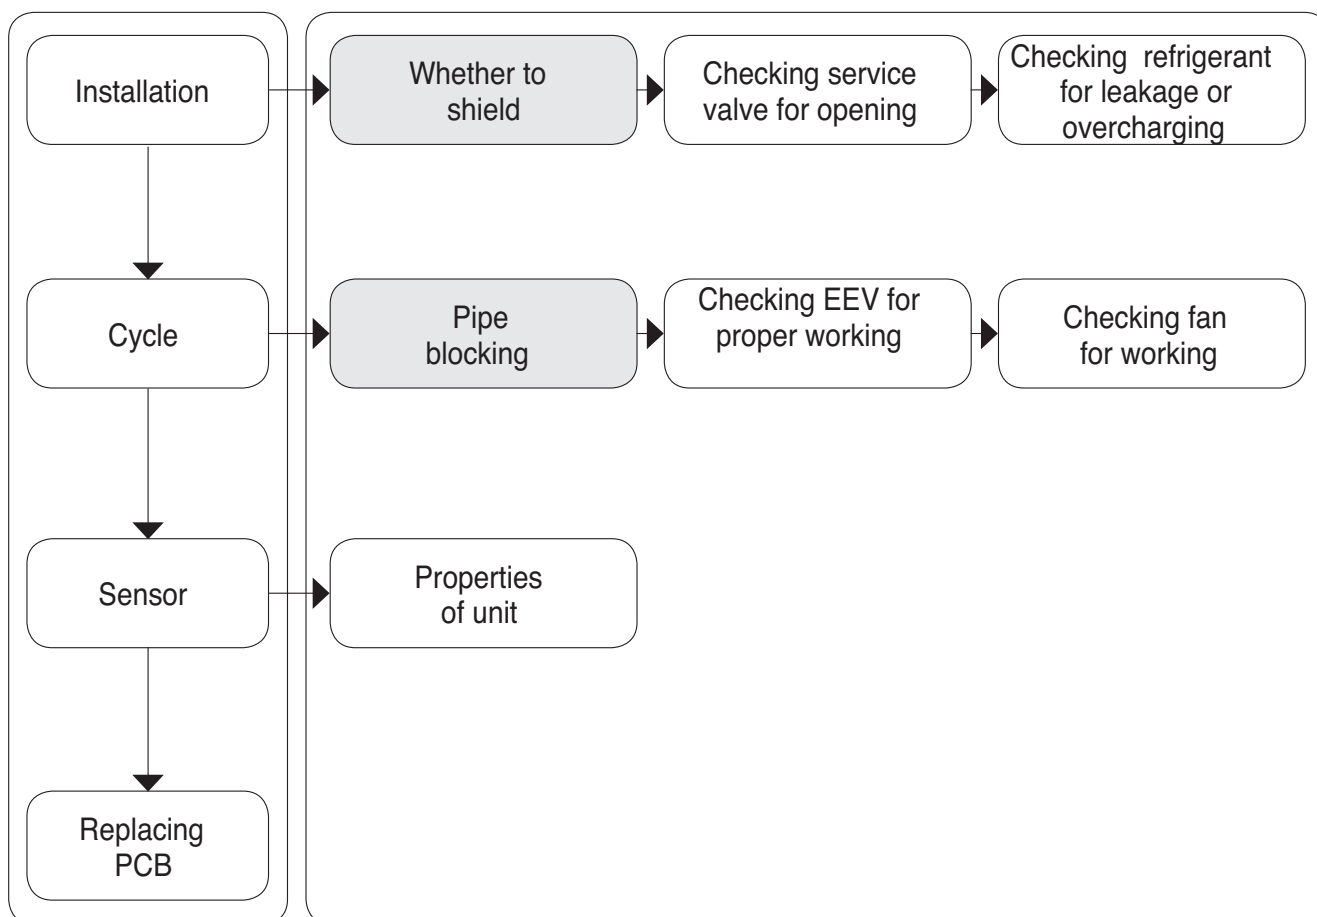 Installation
Whether to
shield
Checking service
valve for opening
Checking refrigerant
for leakage or
overcharging
Cycle
Pipe
blocking
Checking EEV for
proper working
Checking fan
for working
Sensor
Properties
of unit
Replacing
PCB